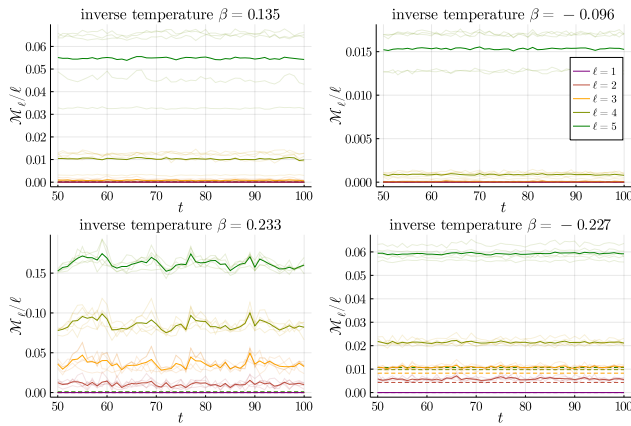 inverse temperature β = 0.135
inverse temperature β = − 0.096
0.06
0.05
0.04
0.03
0.02
0.01
0.00
ℳℓ/ℓ
50 60 70 80 90 100
t
0.015
0.010
0.005
0.000
ℳℓ/ℓ
50 60 70 80 90 100
t
ℓ = 1
ℓ = 2
ℓ = 3
ℓ = 4
ℓ = 5
inverse temperature β = 0.233
inverse temperature β = − 0.227
0.15
0.10
0.05
0.00
ℳℓ/ℓ
50 60 70 80 90 100
t
0.06
0.05
0.04
0.03
0.02
0.01
0.00
ℳℓ/ℓ
50 60 70 80 90 100
t